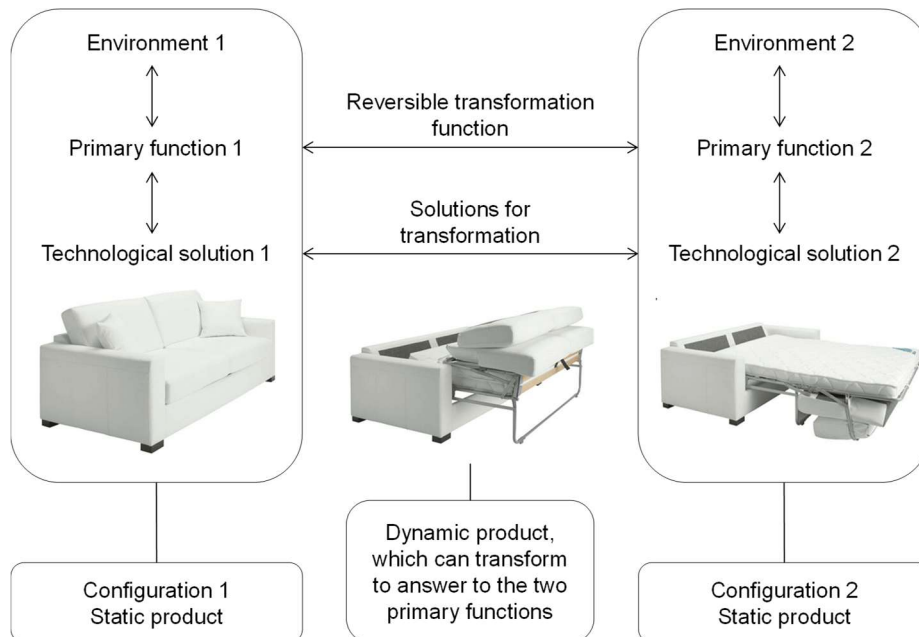 Environment 1
Primary function 1
Technological solution 1
Reversible transformation
function
Solutions for
transformation
Environment 2
Primary function 2
Technological solution 2
Configuration 1
Static product
Dynamic product,
which can transform
to answer to the two
primary functions
Configuration 2
Static product